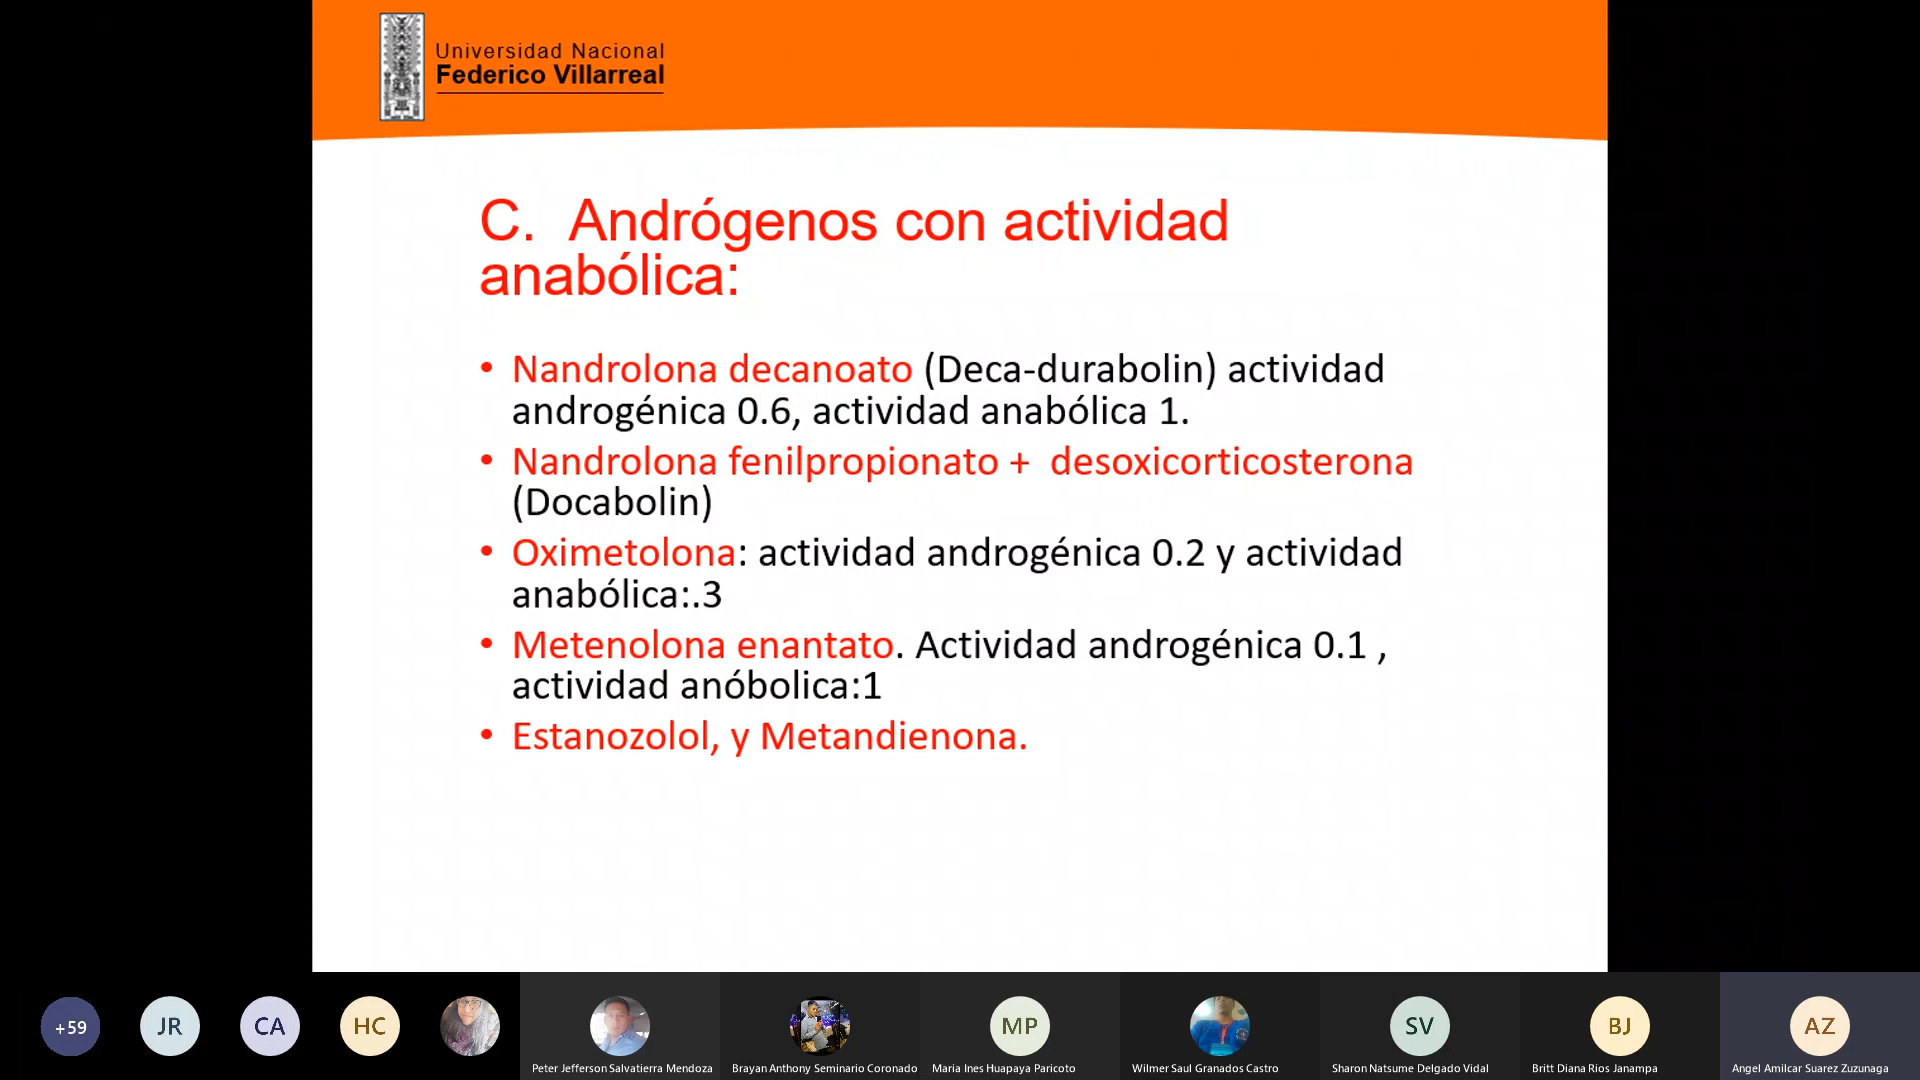 Universidad Nacional
Federico Villarreal
C.  Andrógenos con actividad
anabólica:
• Nandrolona decanoato (Deca-durabolin) actividad
androgénica 0.6, actividad anabólica 1.
• Nandrolona fenilpropionato +  desoxicorticosterona
(Docabolin)
• Oximetolona: actividad androgénica 0.2 y actividad
anabólica:.3
• Metenolona enantato. Actividad androgénica 0.1 ,
actividad anóbolica:1
• Estanozolol, y Metandienona.
+59
JR
CA
HC
MP
SV
BJ
AZ
Peter Jefferson Salvatierra Mendoza
Brayan Anthony Seminario Coronado
Maria Ines Huapaya Paricoto
Wilmer Saul Granados Castro
Sharon Natsume Delgado Vidal
Britt Diana Rios Janampa
Angel Amilcar Suarez Zuzunaga